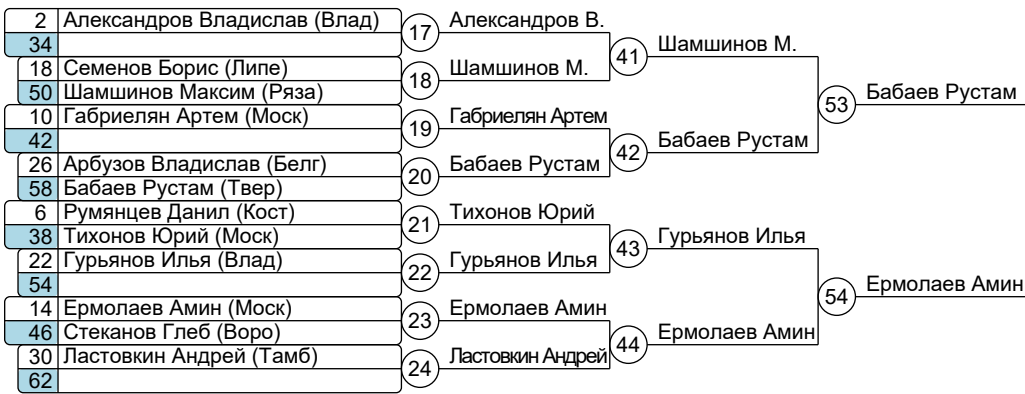 2 Александров Владислав (Влад)
34
17
Александров В.
18 Семенов Борис (Липе)
50 Шамшинов Максим (Ряза)
18
Шамшинов М.
41
Шамшинов М.
10 Габриелян Артем (Моск)
42
19
Габриелян Артем
26 Арбузов Владислав (Белг)
58 Бабаев Рустам (Твер)
20
Бабаев Рустам
42
Бабаев Рустам
53
Бабаев Рустам
6 Румянцев Данил (Кост)
38 Тихонов Юрий (Моск)
21
Тихонов Юрий
22 Гурьянов Илья (Влад)
54
22
Гурьянов Илья
43
Гурьянов Илья
14 Ермолаев Амин (Моск)
46 Стеканов Глеб (Воро)
23
Ермолаев Амин
30 Ластовкин Андрей (Тамб)
62
24
Ластовкин Андрей
44
Ермолаев Амин
54
Ермолаев Амин